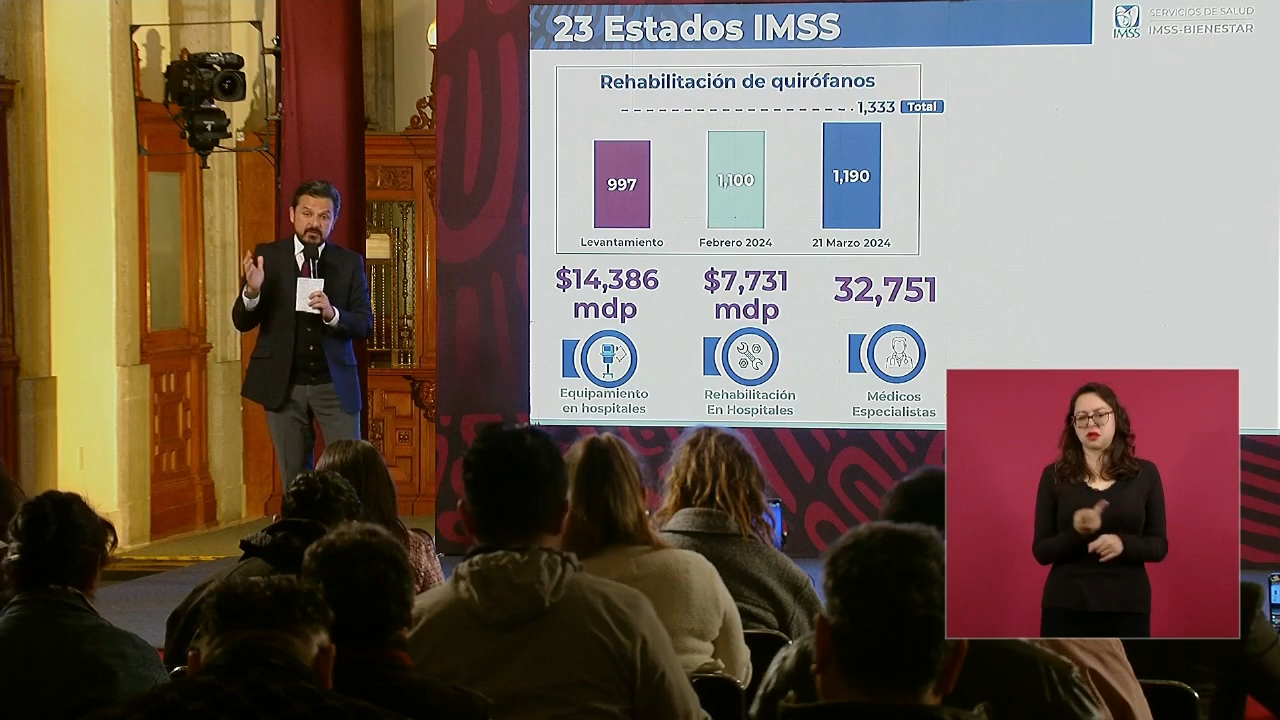 23 Estados IMSS
IMSS
SERVICIOS DE SALUD
IMSS-BIENESTAR
Rehabilitación de quirófanos
1,333 Total
997
1,100
1,190
Levantamiento
Febrero 2024
21 Marzo 2024
$14,386
mdp
$7,731
mdp
32,751
Equipamiento
en hospitales
Rehabilitación
En Hospitales
Médicos
Especialistas